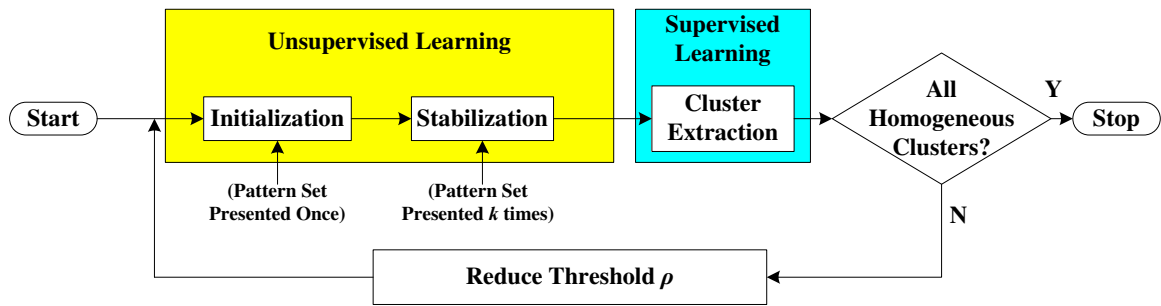 Unsupervised Learning
Supervised
Learning
Start
Initialization
Stabilization
Cluster
Extraction
All
Homogeneous
Clusters?
Y
Stop
(Pattern Set
Presented Once)
(Pattern Set
Presented k times)
N
Reduce Threshold ρ